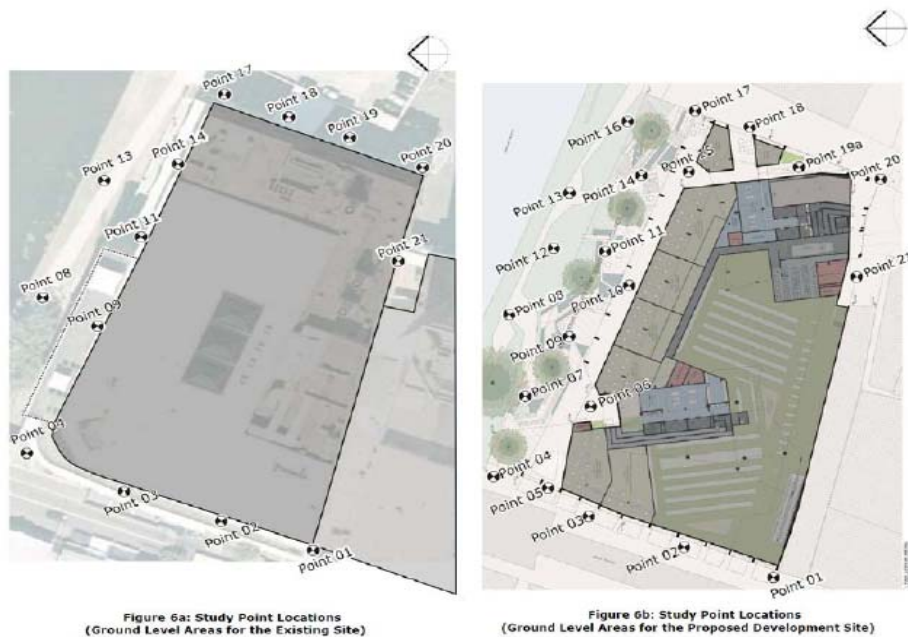 Point 17
Point 18
Point 19
Point 20
Point 14
Point 13
Point 11
Point 21
Point 08
Point 09
Point 04
Point 03
Point 02
Point 01
Figure 6a: Study Point Locations
(Ground Level Areas for the Existing Site)
Point 17
Point 18
Point 16
Point 15
Point 19a
Point 20
Point 14
Point 13
Point 11
Point 12
Point 21
Point 10
Point 08
Point 09
Point 07
Point 06
Point 04
Point 05
Point 03
Point 02
Point 01
Figure 6b: Study Point Locations
(Ground Level Areas for the Proposed Development Site)